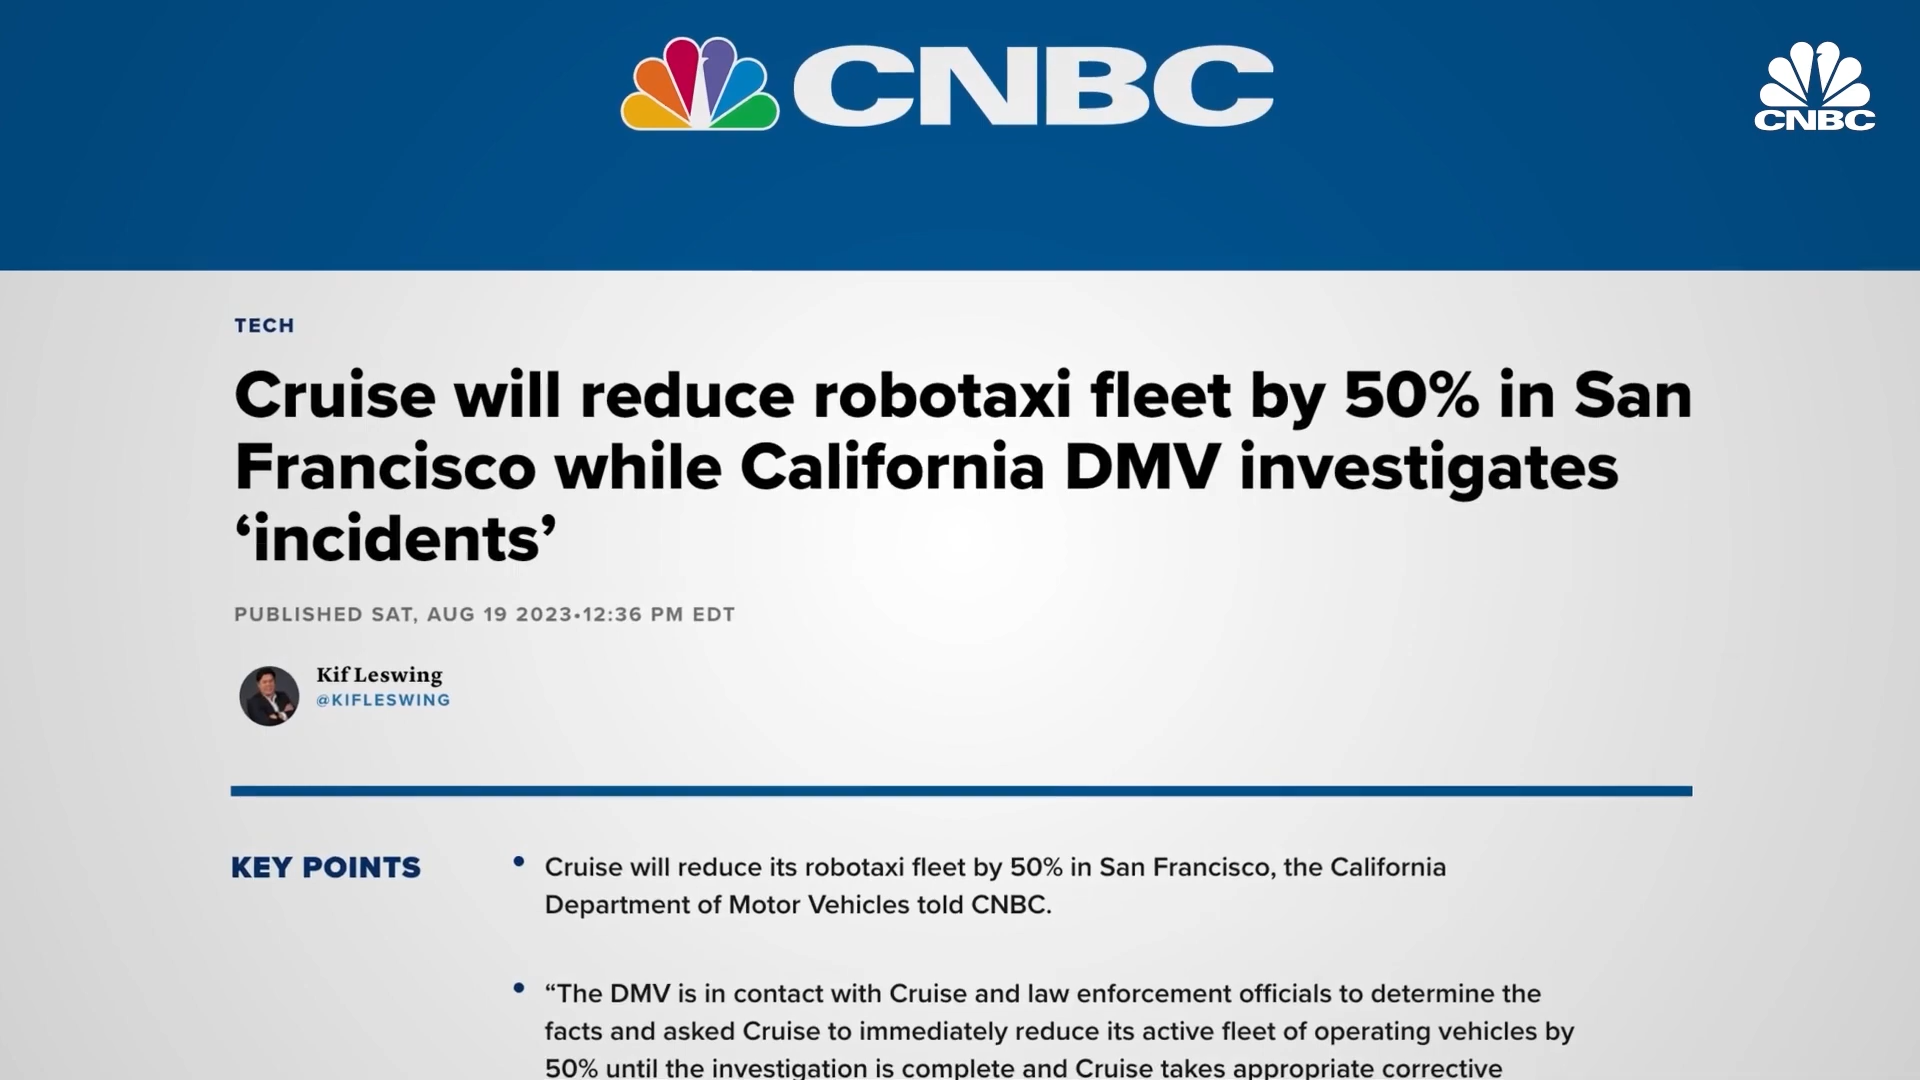 CNBC
CNBC
TECH
Cruise will reduce robotaxi fleet by 50% in San
Francisco while California DMV investigates
‘incidents’
PUBLISHED SAT, AUG 19 2023•12:36 PM EDT
Kif Leswing
@KIFLESWING
KEY POINTS
• Cruise will reduce its robotaxi fleet by 50% in San Francisco, the California
Department of Motor Vehicles told CNBC.
• “The DMV is in contact with Cruise and law enforcement officials to determine the
facts and asked Cruise to immediately reduce its active fleet of operating vehicles by
50% until the investigation is complete and Cruise takes appropriate corrective